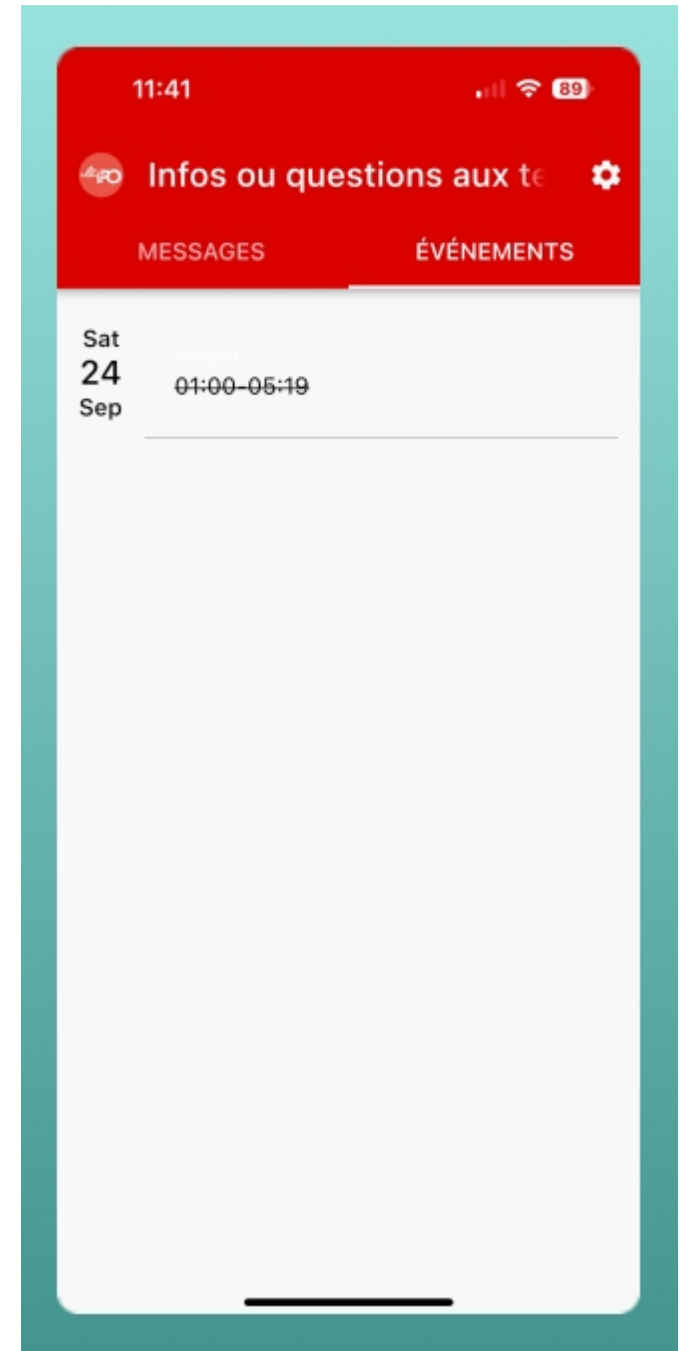 11:41
89
Infos ou questions aux te
MESSAGES
ÉVÉNEMENTS
Sat
24
Sep
01:00-05:19